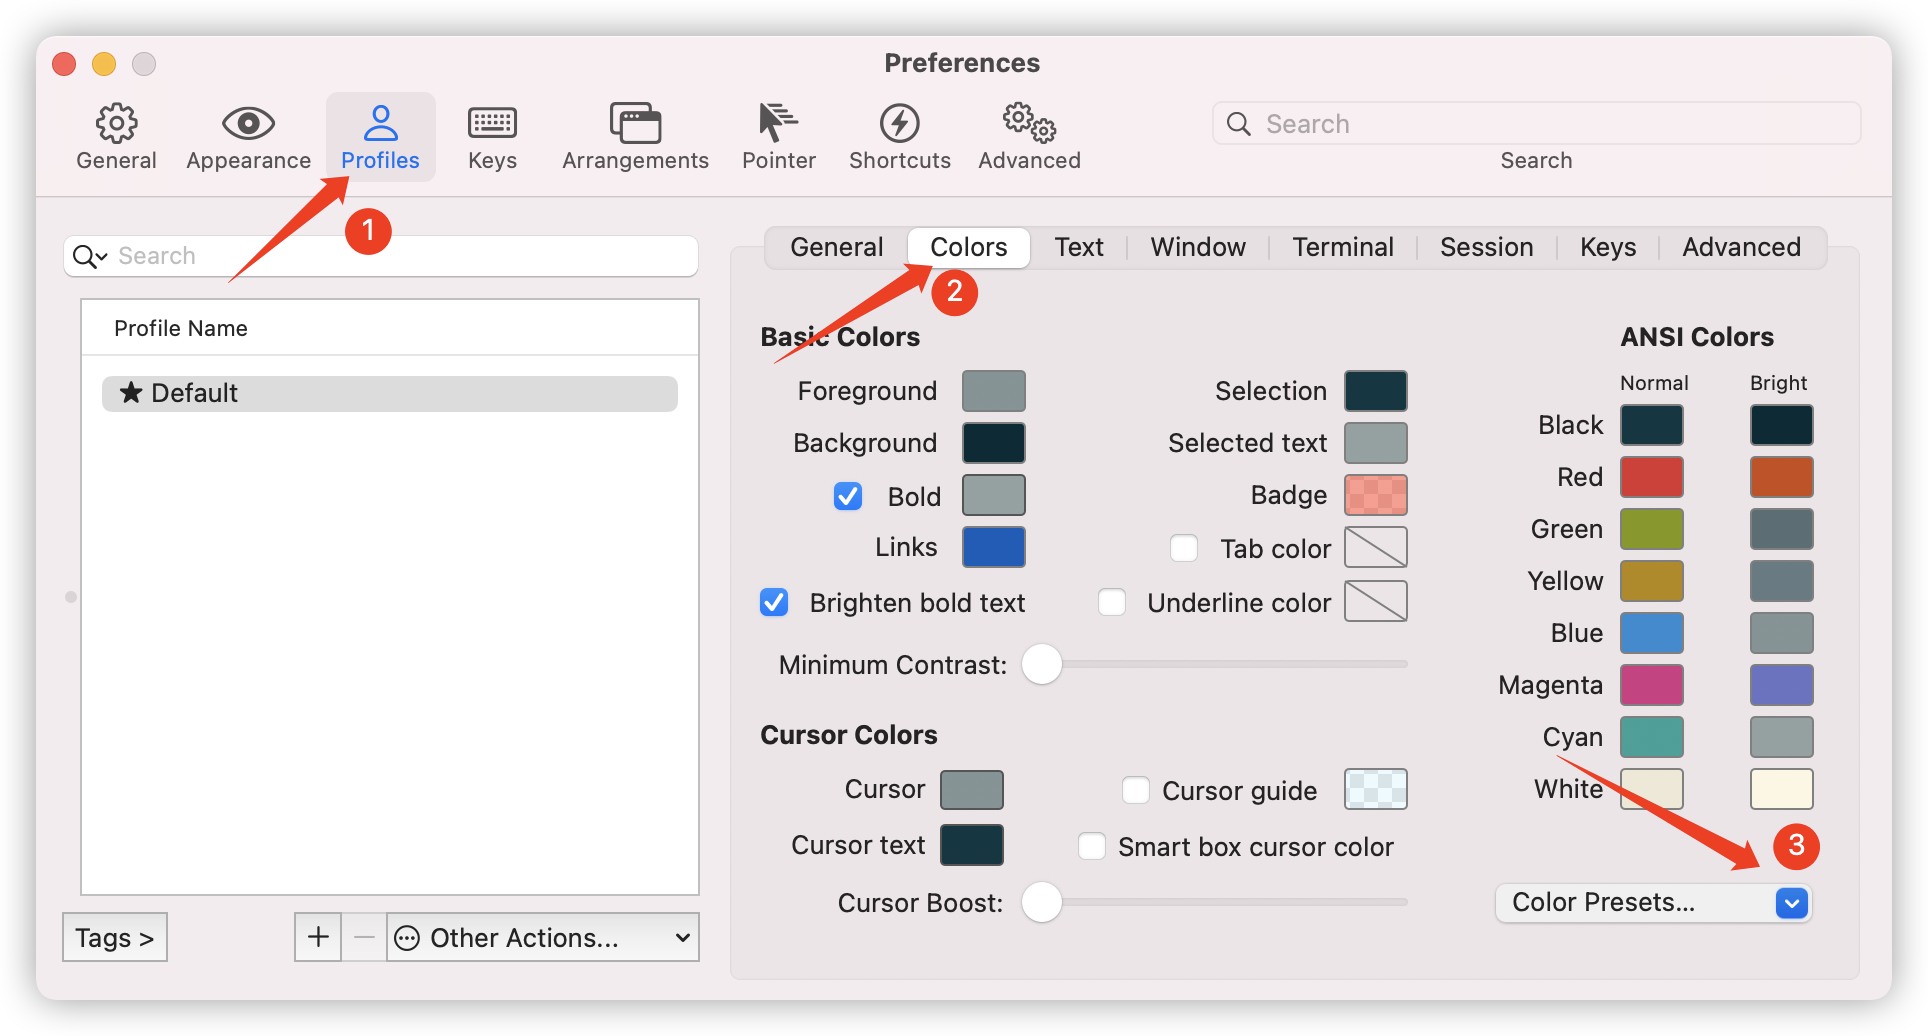 Preferences
General Appearance Profiles Keys Arrangements Pointer Shortcuts Advanced
Search
Search
1
Search
Profile Name
Default
Tags >
+ − Other Actions...
General Colors Text Window Terminal Session Keys Advanced
2
Basic Colors
Foreground
Background
Bold
Links
Brighten bold text
Selection
Selected text
Badge
Tab color
Underline color
Minimum Contrast:
Cursor Colors
Cursor
Cursor text
Cursor guide
Smart box cursor color
Cursor Boost:
ANSI Colors
Normal Bright
Black
Red
Green
Yellow
Blue
Magenta
Cyan
White
3
Color Presets...